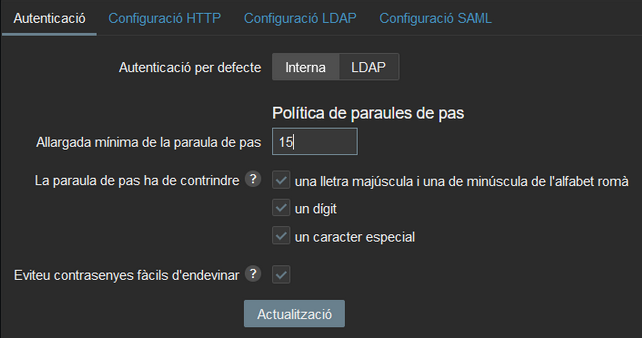 Autenticació Configuració HTTP Configuració LDAP Configuració SAML
Autenticació per defecte Interna LDAP
Política de paraules de pas
Allargada mínima de la paraula de pas 15
La paraula de pas ha de contrindre ? una lletra majúscula i una de minúscula de l'alfabet romà
un dígit
un caracter especial
Eviteu contrasenyes fàcils d'endevinar ?
Actualització